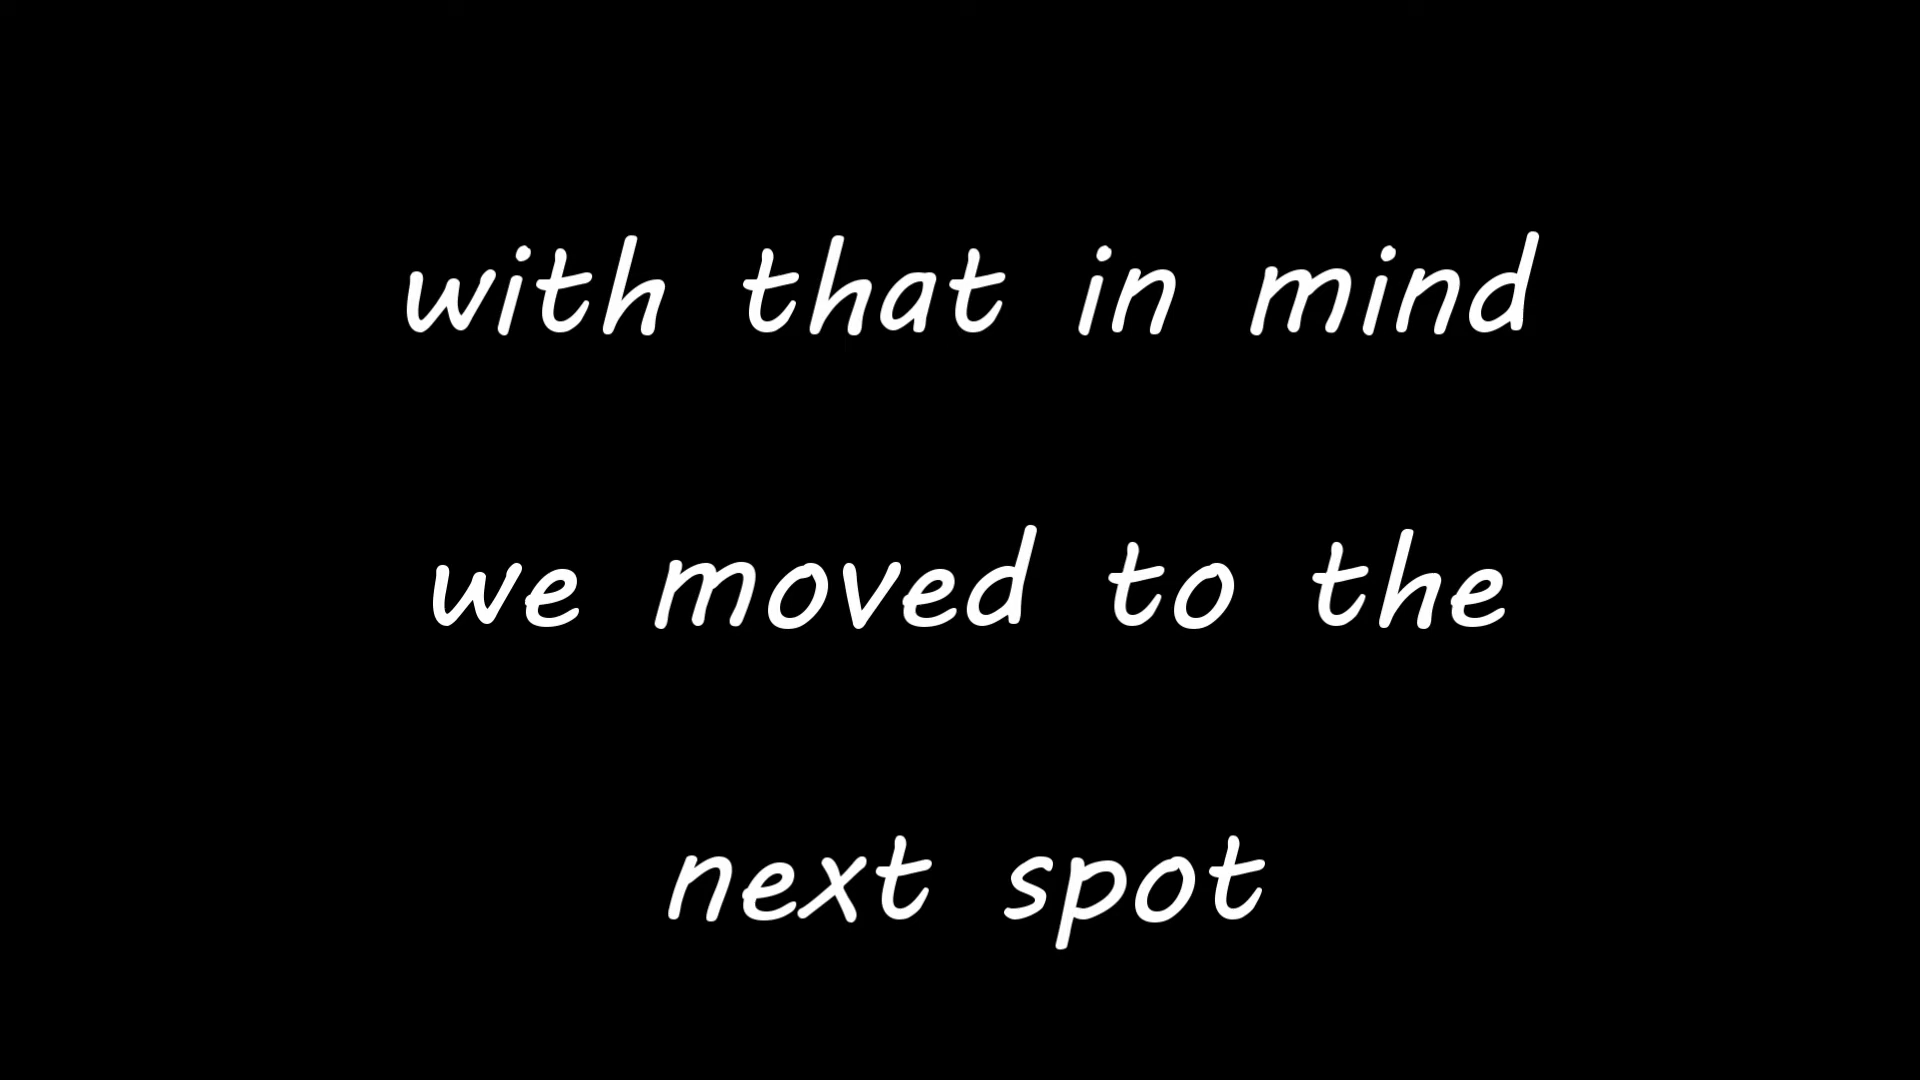 with that in mind
we moved to the
next spot